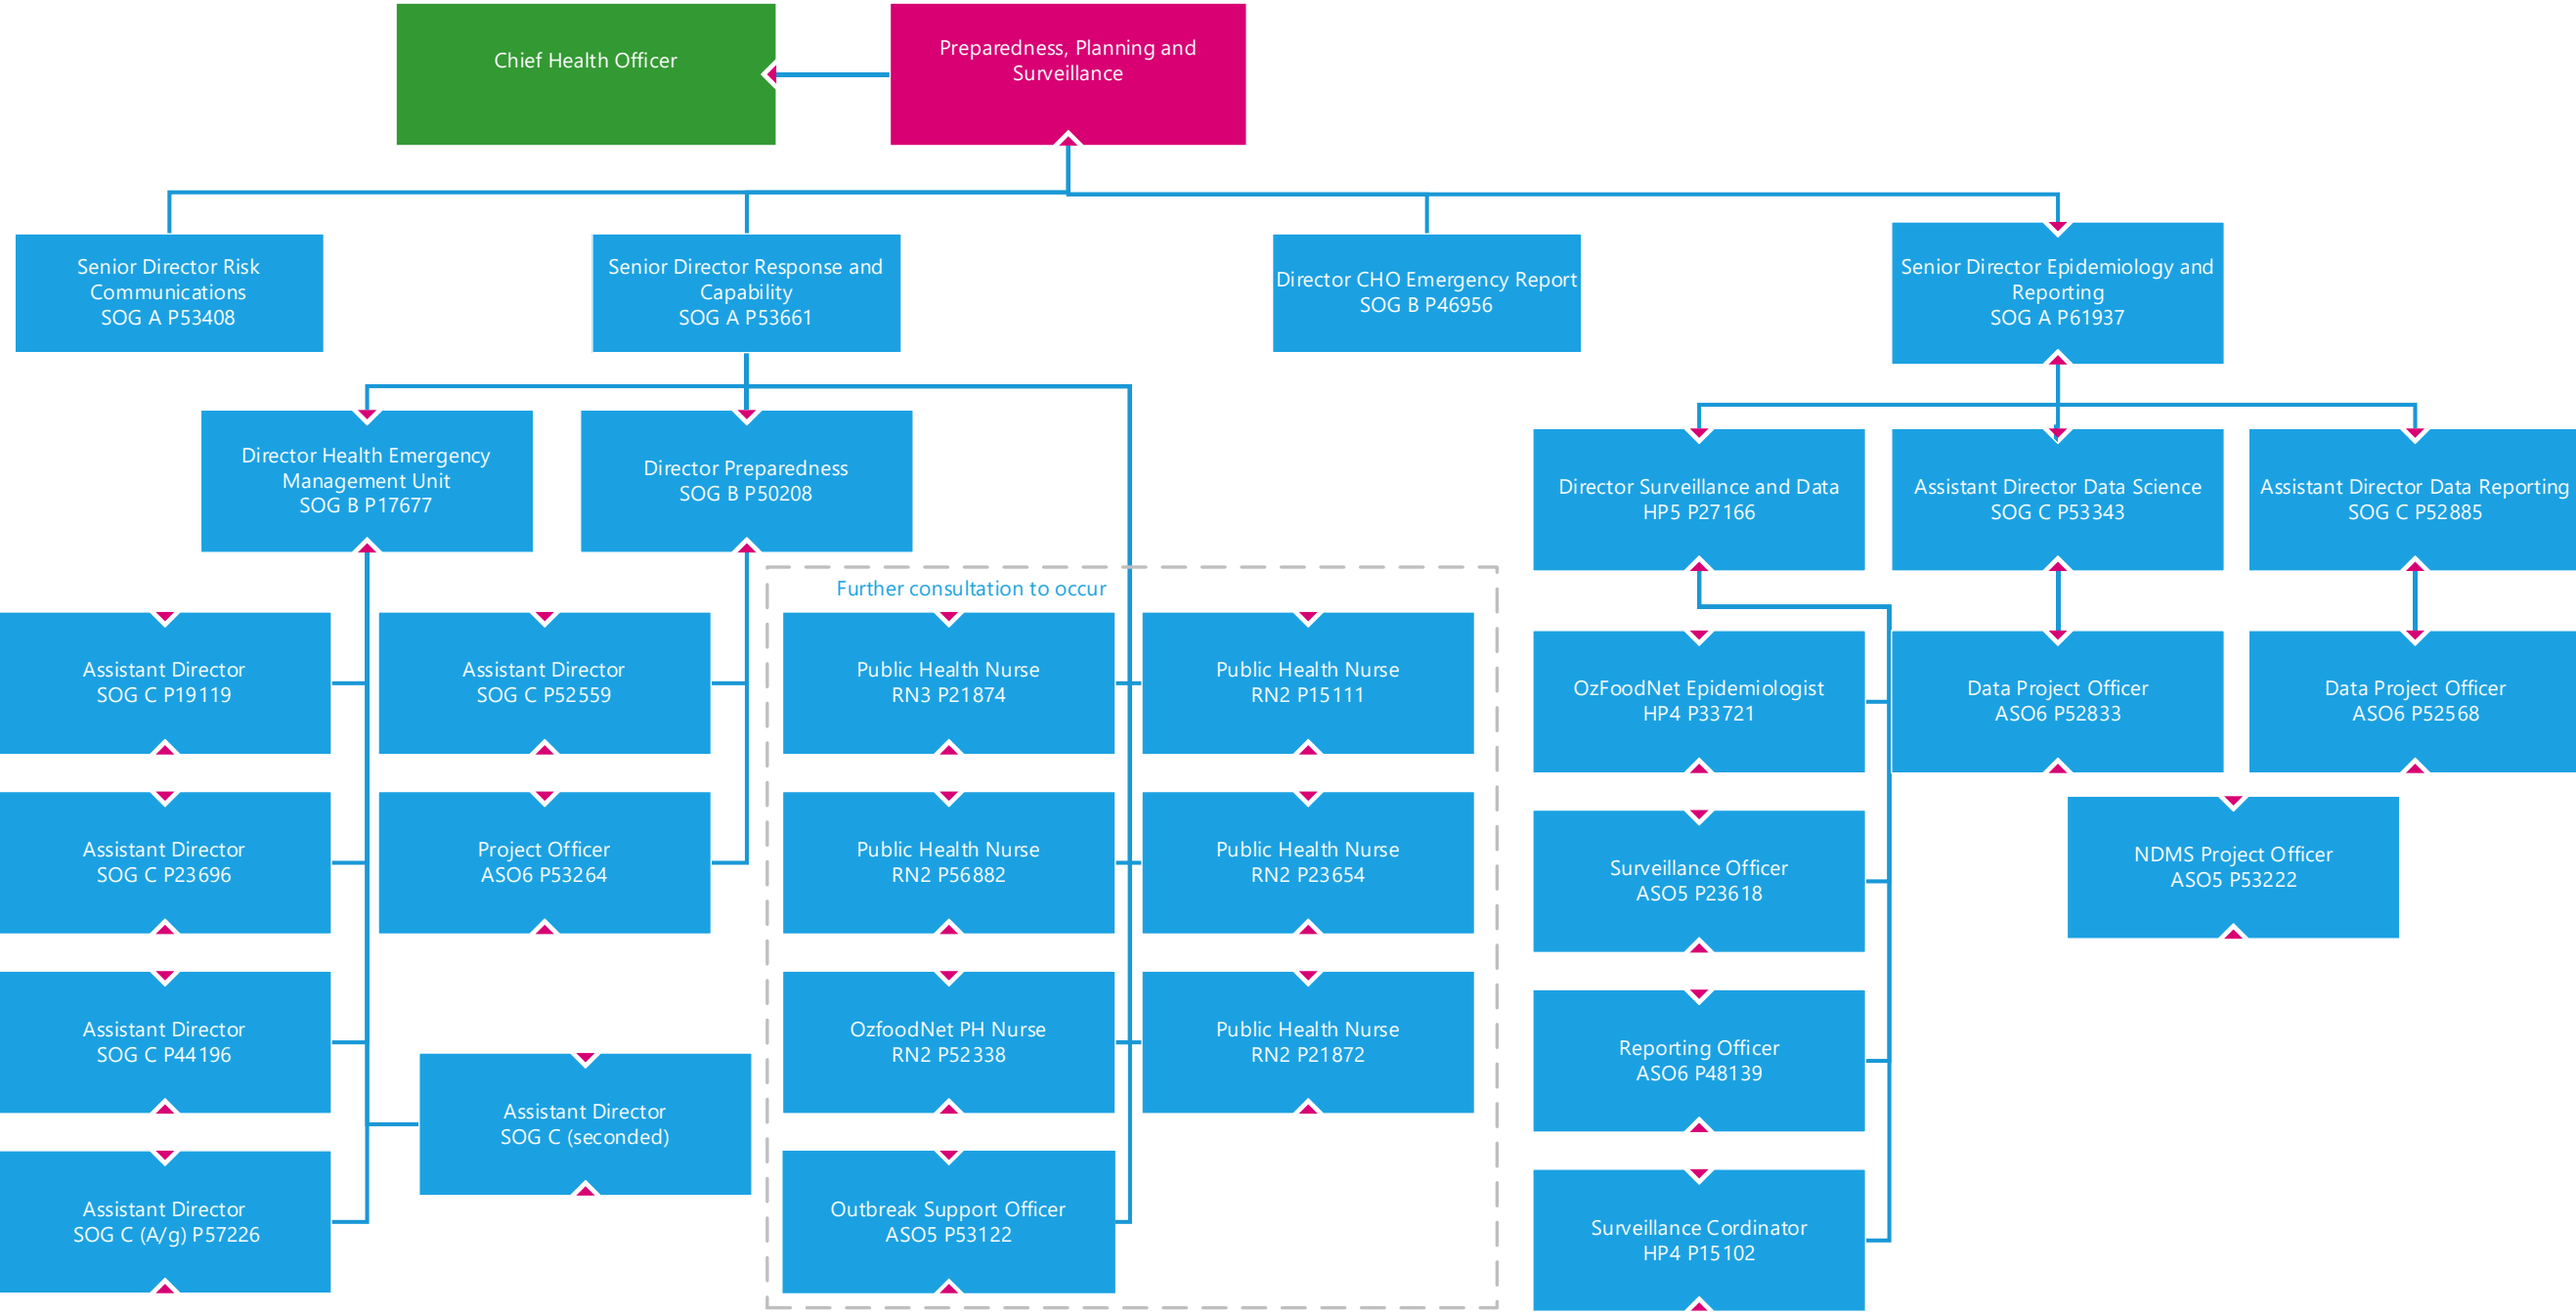 Chief Health Officer
Preparedness, Planning and
Surveillance
Senior Director Risk
Communications
SOG A P53408
Senior Director Response and
Capability
SOG A P53661
Director CHO Emergency Report
SOG B P46956
Senior Director Epidemiology and
Reporting
SOG A P61937
Director Health Emergency
Management Unit
SOG B P17677
Director Preparedness
SOG B P50208
Director Surveillance and Data
HP5 P27166
Assistant Director Data Science
SOG C P53343
Assistant Director Data Reporting
SOG C P52885
Further consultation to occur
Assistant Director
SOG C P19119
Assistant Director
SOG C P52559
Public Health Nurse
RN3 P21874
Public Health Nurse
RN2 P15111
OzFoodNet Epidemiologist
HP4 P33721
Data Project Officer
ASO6 P52833
Data Project Officer
ASO6 P52568
Assistant Director
SOG C P23696
Project Officer
ASO6 P53264
Public Health Nurse
RN2 P56882
Public Health Nurse
RN2 P23654
Surveillance Officer
ASO5 P23618
NDMS Project Officer
ASO5 P53222
Assistant Director
SOG C P44196
Assistant Director
SOG C (seconded)
OzfoodNet PH Nurse
RN2 P52338
Public Health Nurse
RN2 P21872
Reporting Officer
ASO6 P48139
Assistant Director
SOG C (A/g) P57226
Outbreak Support Officer
ASO5 P53122
Surveillance Cordinator
HP4 P15102